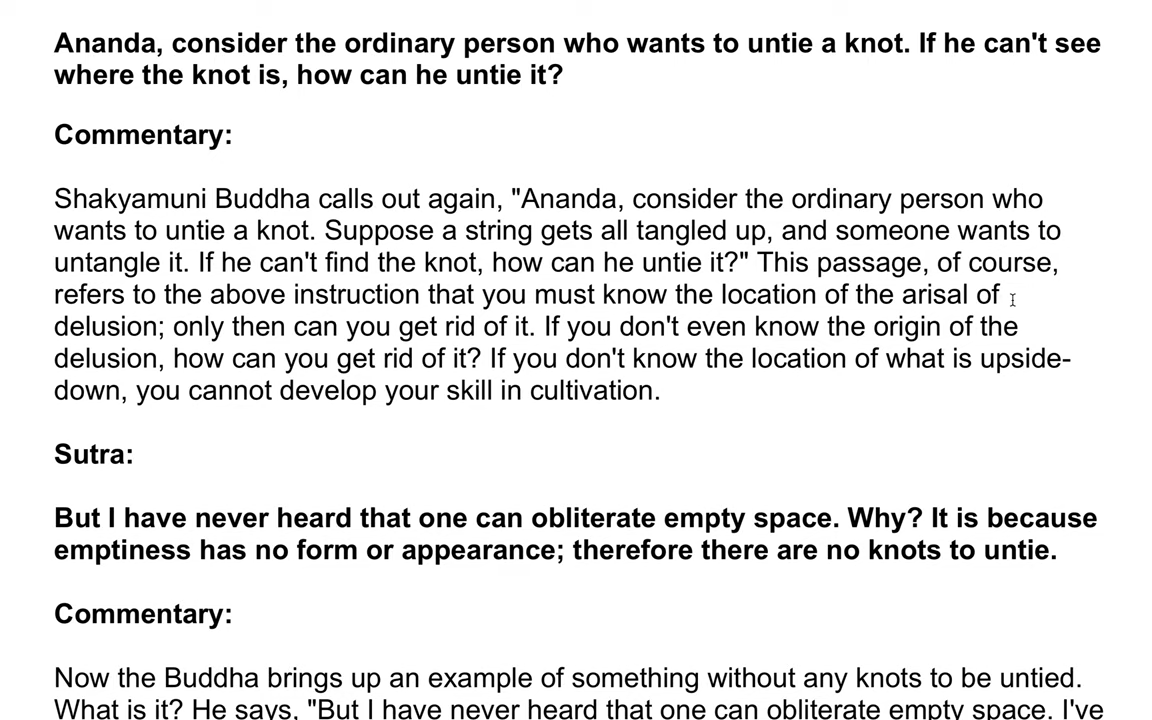 Ananda, consider the ordinary person who wants to untie a knot. If he can't see
where the knot is, how can he untie it?
Commentary:
Shakyamuni Buddha calls out again, "Ananda, consider the ordinary person who
wants to untie a knot. Suppose a string gets all tangled up, and someone wants to
untangle it. If he can't find the knot, how can he untie it?" This passage, of course,
refers to the above instruction that you must know the location of the arisal of
delusion; only then can you get rid of it. If you don't even know the origin of the
delusion, how can you get rid of it? If you don't know the location of what is upside-
down, you cannot develop your skill in cultivation.
Sutra:
But I have never heard that one can obliterate empty space. Why? It is because
emptiness has no form or appearance; therefore there are no knots to untie.
Commentary:
Now the Buddha brings up an example of something without any knots to be untied.
What is it? He says, "But I have never heard that one can obliterate empty space. I've